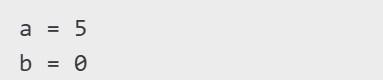 a = 5
b = 0